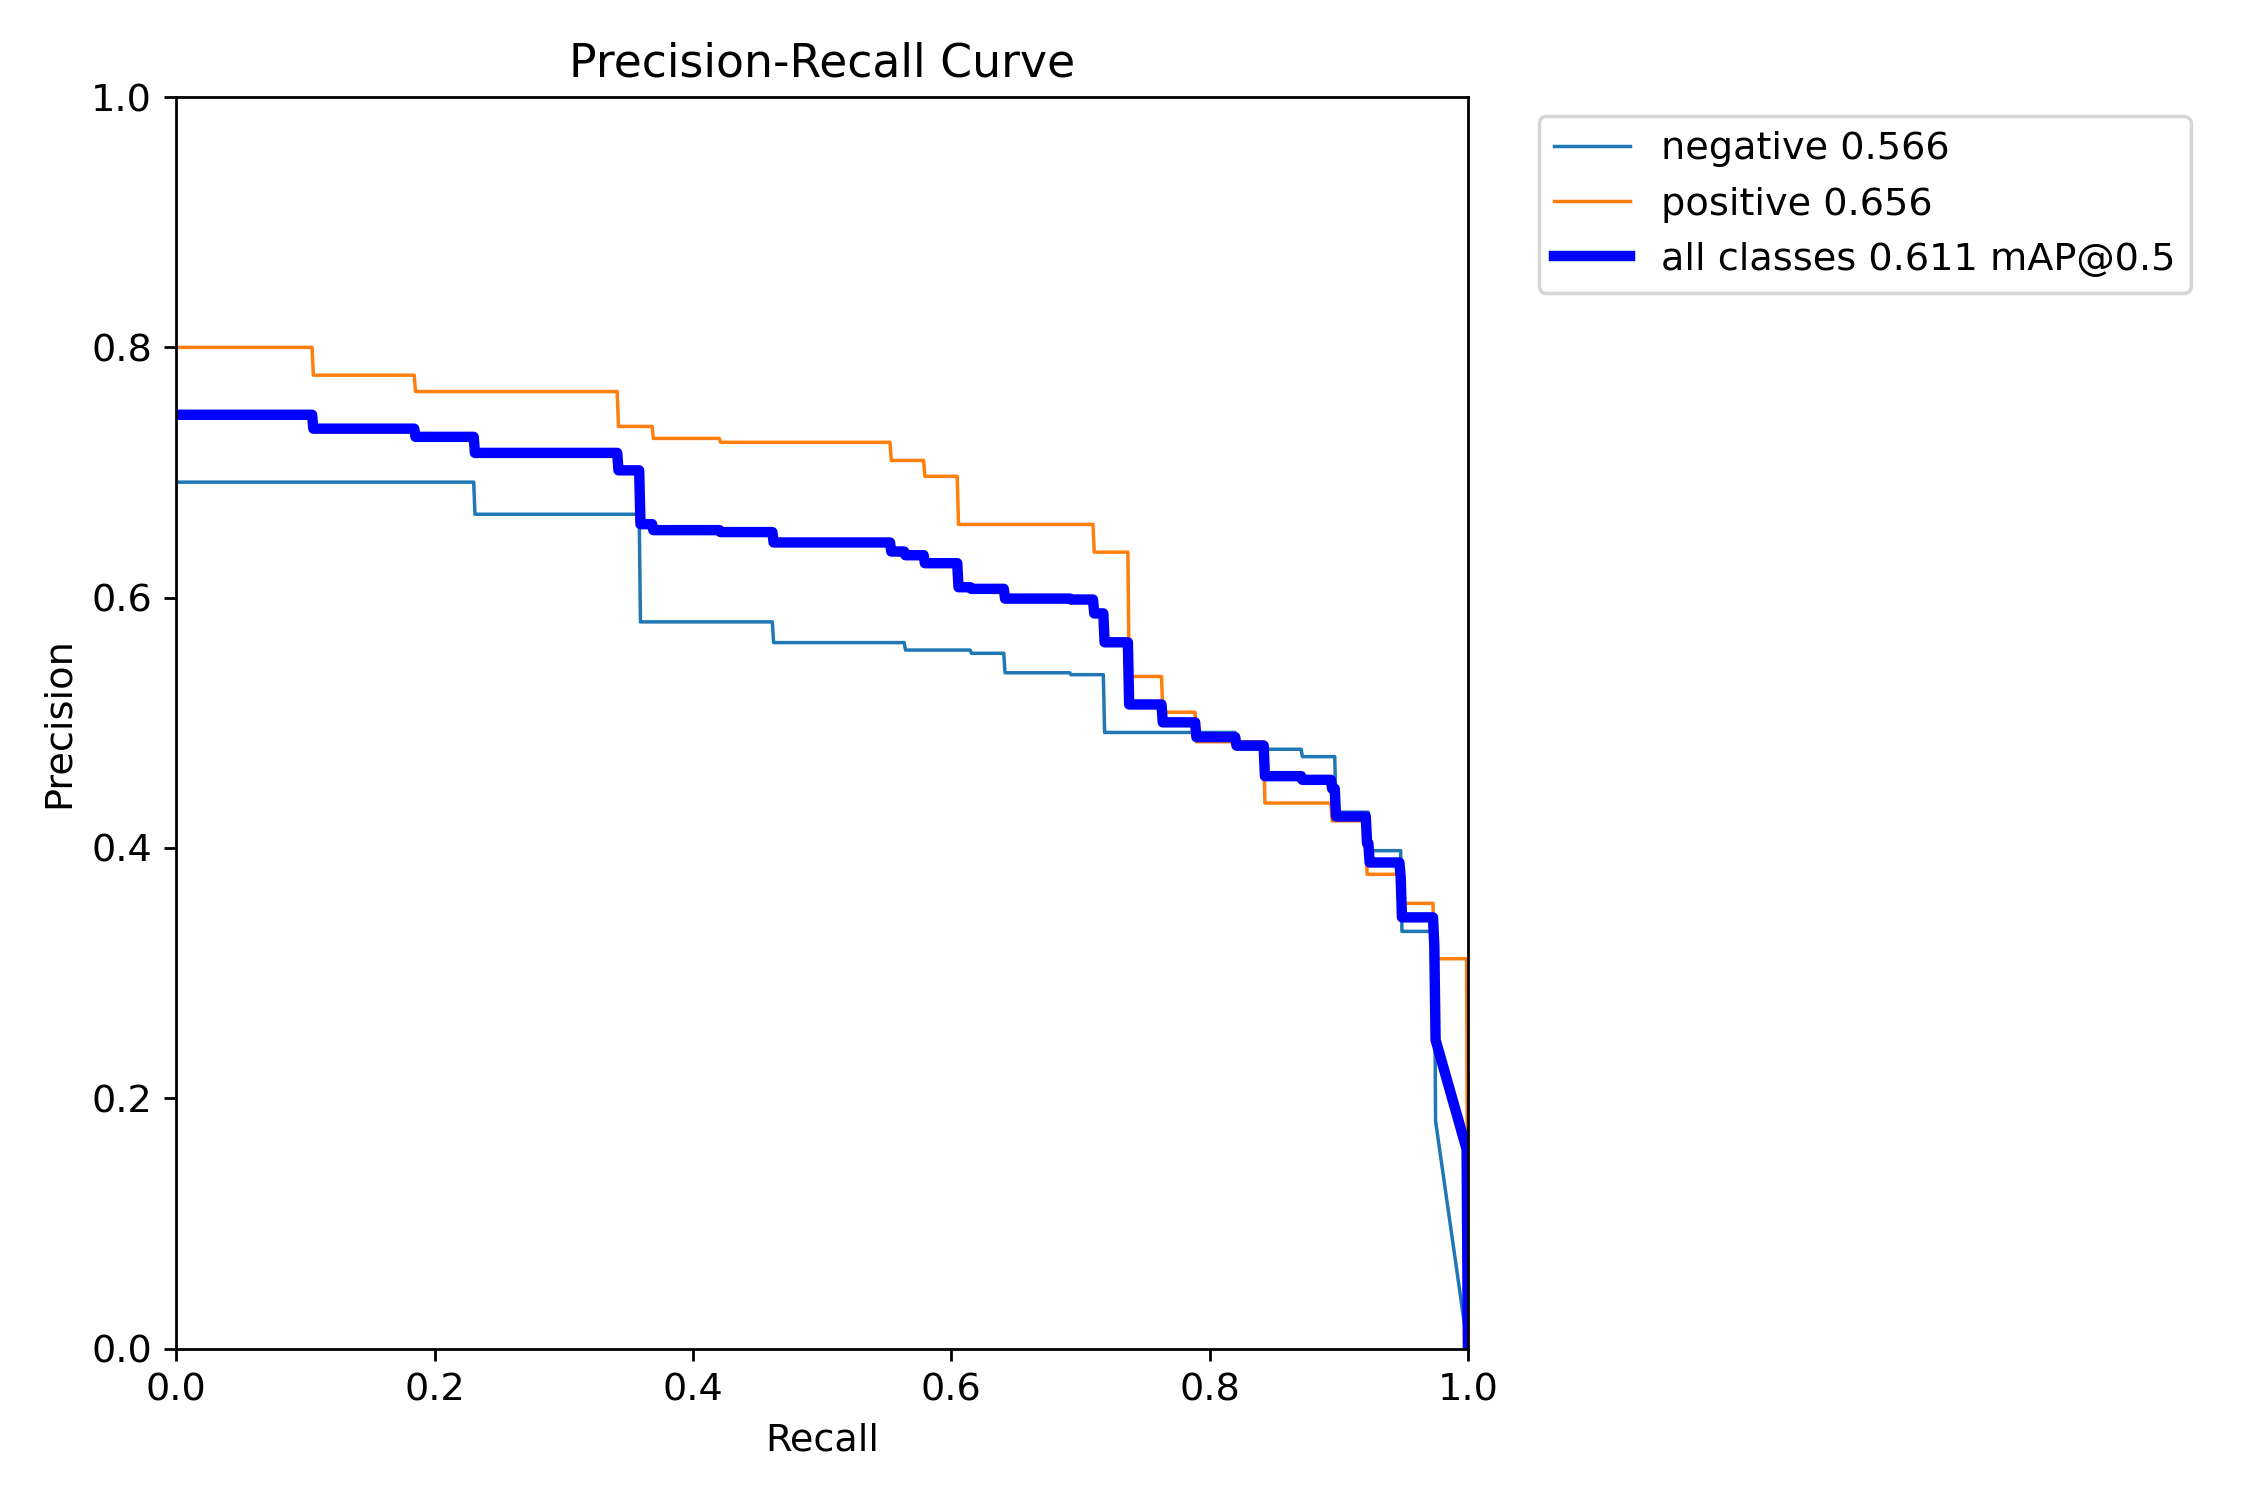 Precision-Recall Curve
1.0
0.8
0.6
0.4
0.2
0.0
Precision
0.0 0.2 0.4 0.6 0.8 1.0
Recall
negative 0.566
positive 0.656
all classes 0.611 mAP@0.5